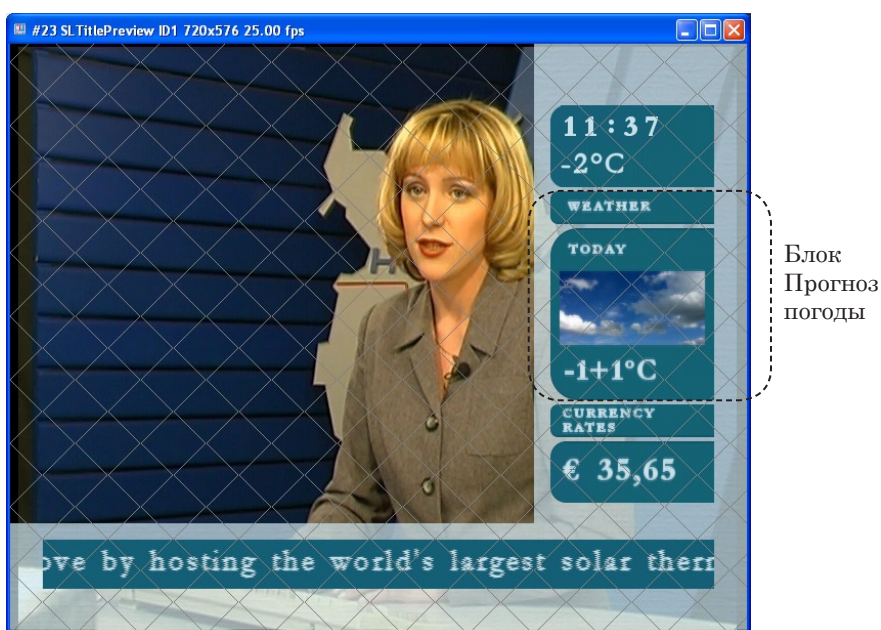 #23 SLTitlePreview ID1 720x576 25.00 fps
11:37
-2°C
WEATHER
TODAY
-1+1°C
CURRENCY
RATES
€ 35,65
ove by hosting the world's largest solar therr
Блок
Прогноз
погоды